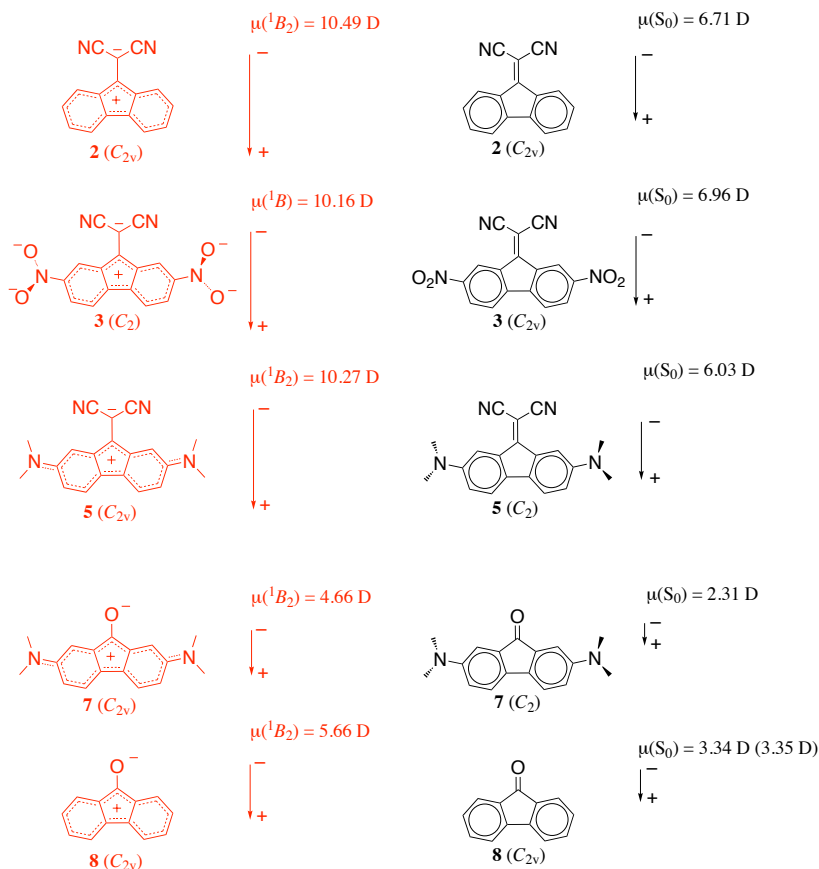 μ(¹B₂) = 10.49 D
μ(S₀) = 6.71 D
NC CN
−
+
−
+
2 (C₂ᵥ)
NC CN
−
+
2 (C₂ᵥ)
μ(¹B) = 10.16 D
μ(S₀) = 6.96 D
NC CN
−
−O
N
−O
+
O−
N
O−
−
+
3 (C₂)
NC CN
O₂N
NO₂
−
+
3 (C₂ᵥ)
μ(¹B₂) = 10.27 D
μ(S₀) = 6.03 D
NC CN
−
N
+
N
−
+
5 (C₂ᵥ)
NC CN
N
N
−
+
5 (C₂)
μ(¹B₂) = 4.66 D
μ(S₀) = 2.31 D
O−
N
+
N
−
+
7 (C₂ᵥ)
O
N
N
−
+
7 (C₂)
μ(¹B₂) = 5.66 D
μ(S₀) = 3.34 D (3.35 D)
O−
+
−
+
8 (C₂ᵥ)
O
−
+
8 (C₂ᵥ)